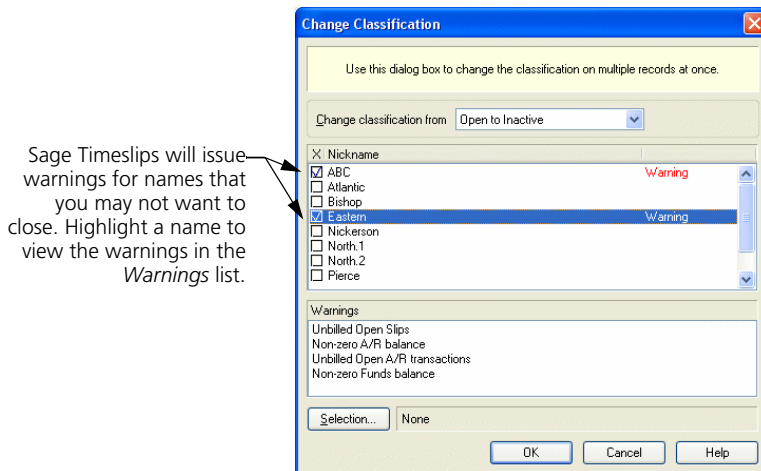 Change Classification
Use this dialog box to change the classification on multiple records at once.
Change classification from Open to Inactive
Sage Timeslips will issue
warnings for names that
you may not want to
close. Highlight a name to
view the warnings in the
Warnings list.
X Nickname
ABC Warning
Atlantic
Bishop
Eastern Warning
Nickerson
North.1
North.2
Pierce
Warnings
Unbilled Open Slips
Non-zero A/R balance
Unbilled Open A/R transactions
Non-zero Funds balance
Selection... None
OK Cancel Help